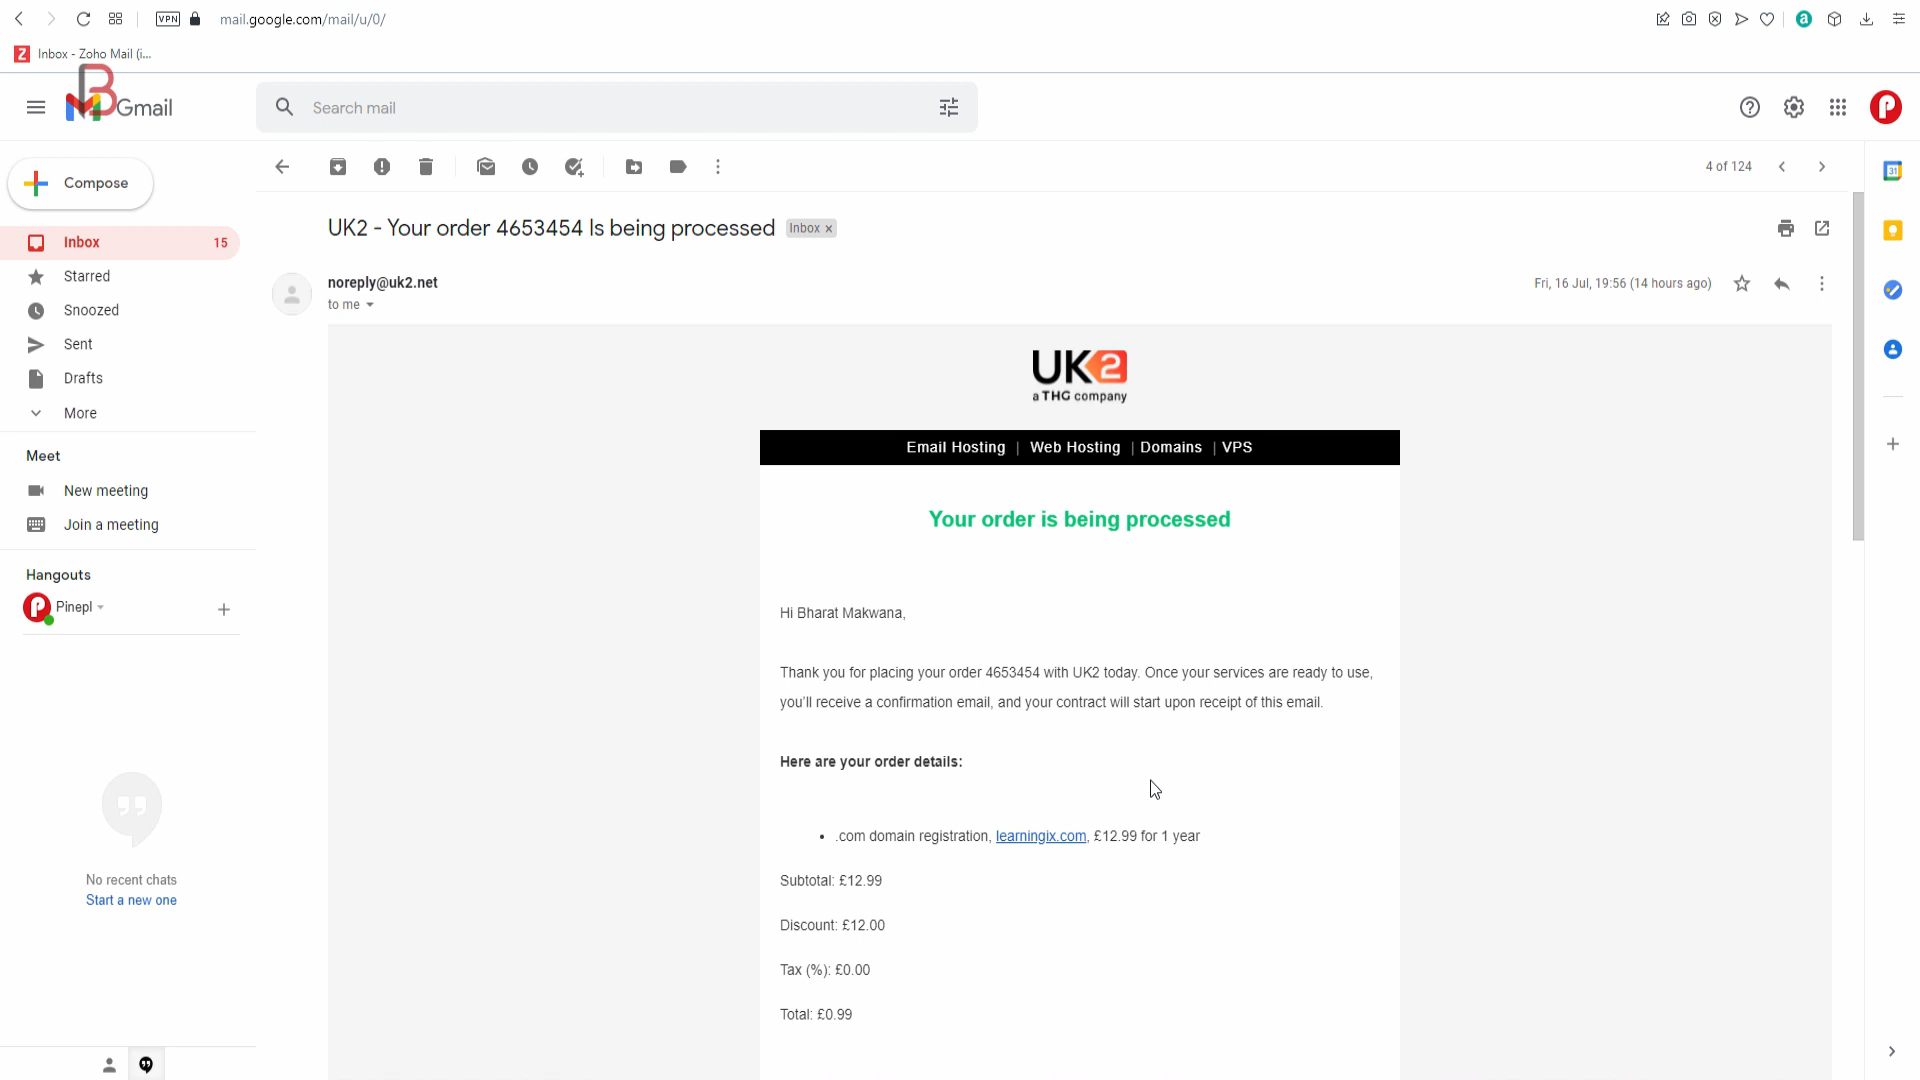 VPN
mail.google.com/mail/u/0/
a
Z
Inbox - Zoho Mail (i...
B
Gmail
Search mail
P
4 of 124
Compose
31
UK2 - Your order 4653454 Is being processed
Inbox ×
Inbox 15
Starred
Snoozed
Sent
Drafts
More
noreply@uk2.net
to me
Fri, 16 Jul, 19:56 (14 hours ago)
UK2
a THG company
Email Hosting | Web Hosting | Domains | VPS
Meet
New meeting
Join a meeting
Your order is being processed
Hangouts
P
Pinepl
Hi Bharat Makwana,
Thank you for placing your order 4653454 with UK2 today. Once your services are ready to use,
you'll receive a confirmation email, and your contract will start upon receipt of this email.
Here are your order details:
• .com domain registration, learningix.com, £12.99 for 1 year
Subtotal: £12.99
Discount: £12.00
Tax (%): £0.00
Total: £0.99
No recent chats
Start a new one